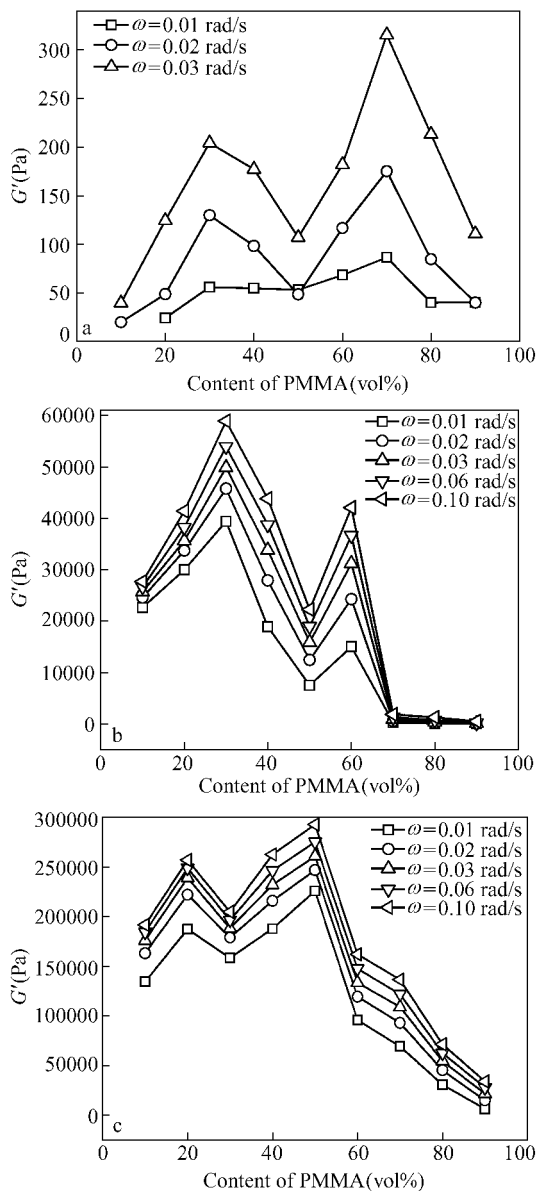 ω=0.01 rad/s
ω=0.02 rad/s
ω=0.03 rad/s
300
250
200
150
100
50
0
G′(Pa)
a
20 40 60 80 100
Content of PMMA(vol%)
ω=0.01 rad/s
ω=0.02 rad/s
ω=0.03 rad/s
ω=0.06 rad/s
ω=0.10 rad/s
60000
50000
40000
30000
20000
10000
0
G′(Pa)
b
0 20 40 60 80 100
Content of PMMA(vol%)
ω=0.01 rad/s
ω=0.02 rad/s
ω=0.03 rad/s
ω=0.06 rad/s
ω=0.10 rad/s
300000
250000
200000
150000
100000
50000
0
G′(Pa)
c
0 20 40 60 80 100
Content of PMMA(vol%)